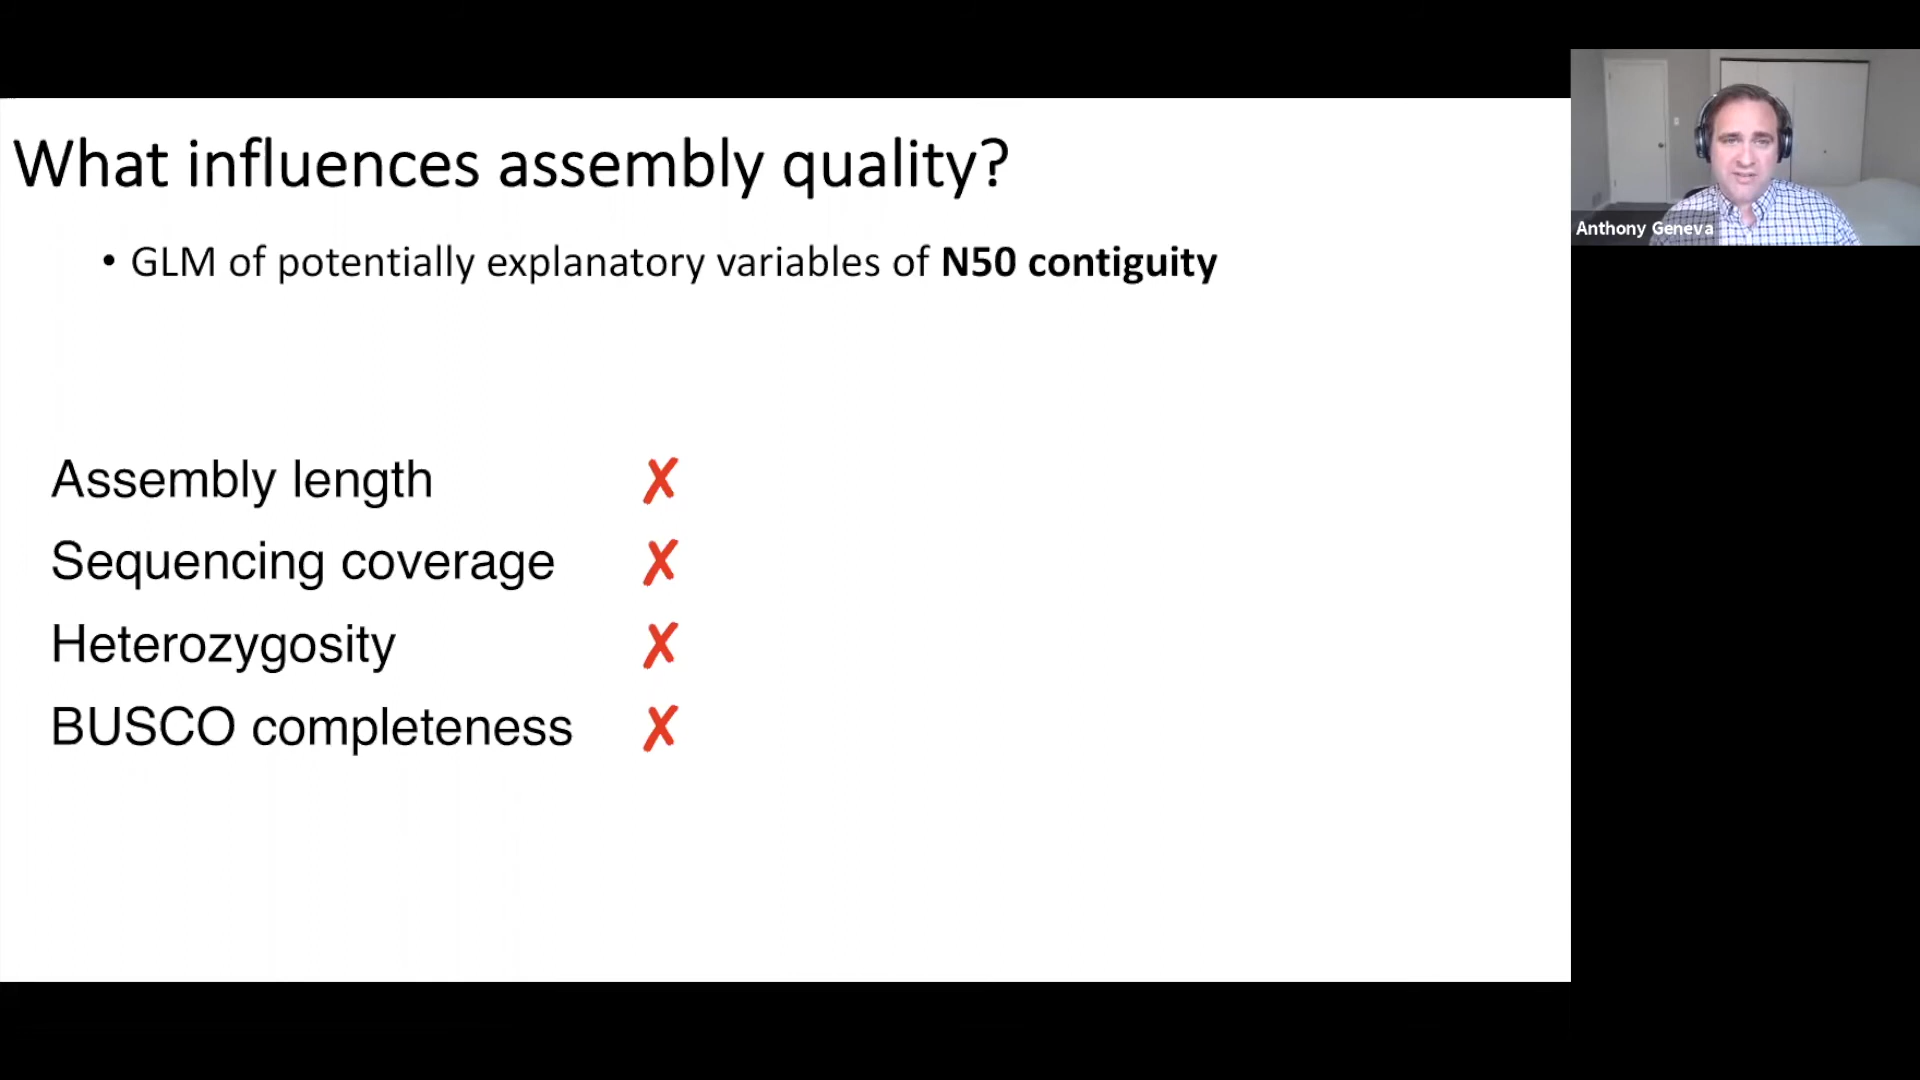 What influences assembly quality?
• GLM of potentially explanatory variables of N50 contiguity
Assembly length ✗
Sequencing coverage ✗
Heterozygosity ✗
BUSCO completeness ✗
Anthony Geneva